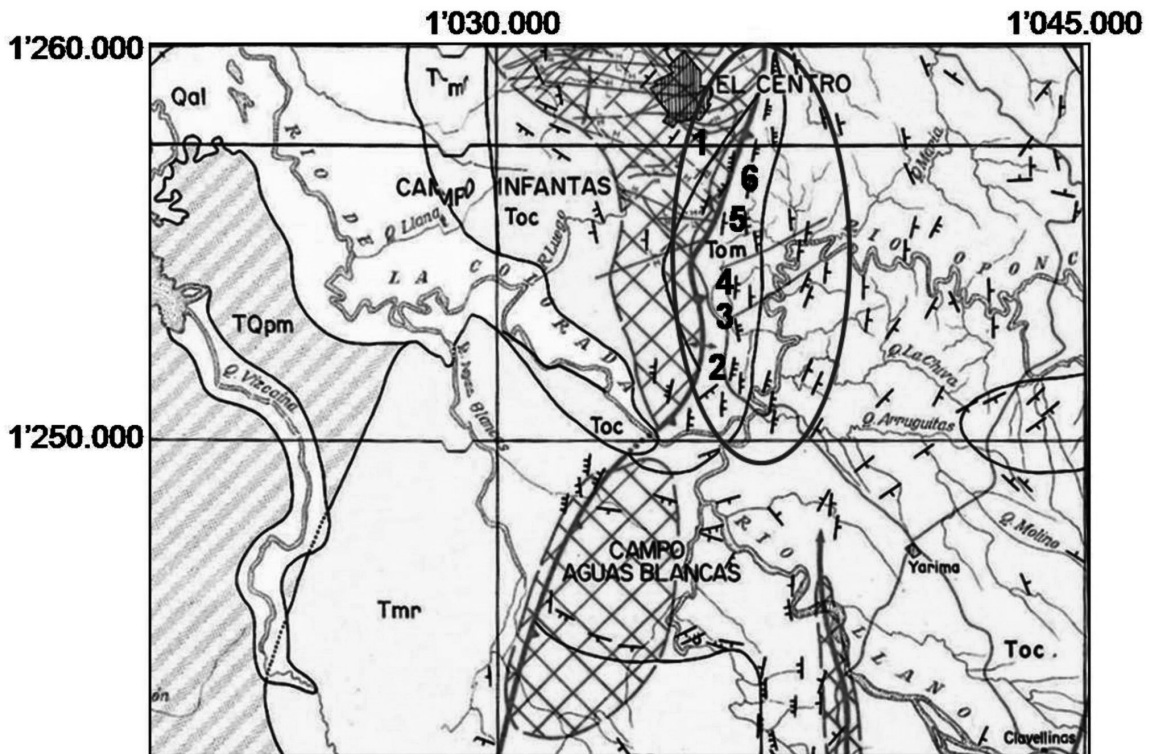 1'030.000
1'045.000
1'260.000
Qal
EL CENTRO
RIO DE
1
Q. María
CAMPO INFANTAS
6
Toc
5
Q. Llana
Tom
RIO OPON
LA COLORADA
4
TQpm
3
Q. La Chiva
Q. Vizcaina
2
Toc
Q. Arruguitas
1'250.000
CAMPO
AGUAS BLANCAS
RIO
Q. Molino
Yarima
Tmr
Toc
LLANO
Clavellinas